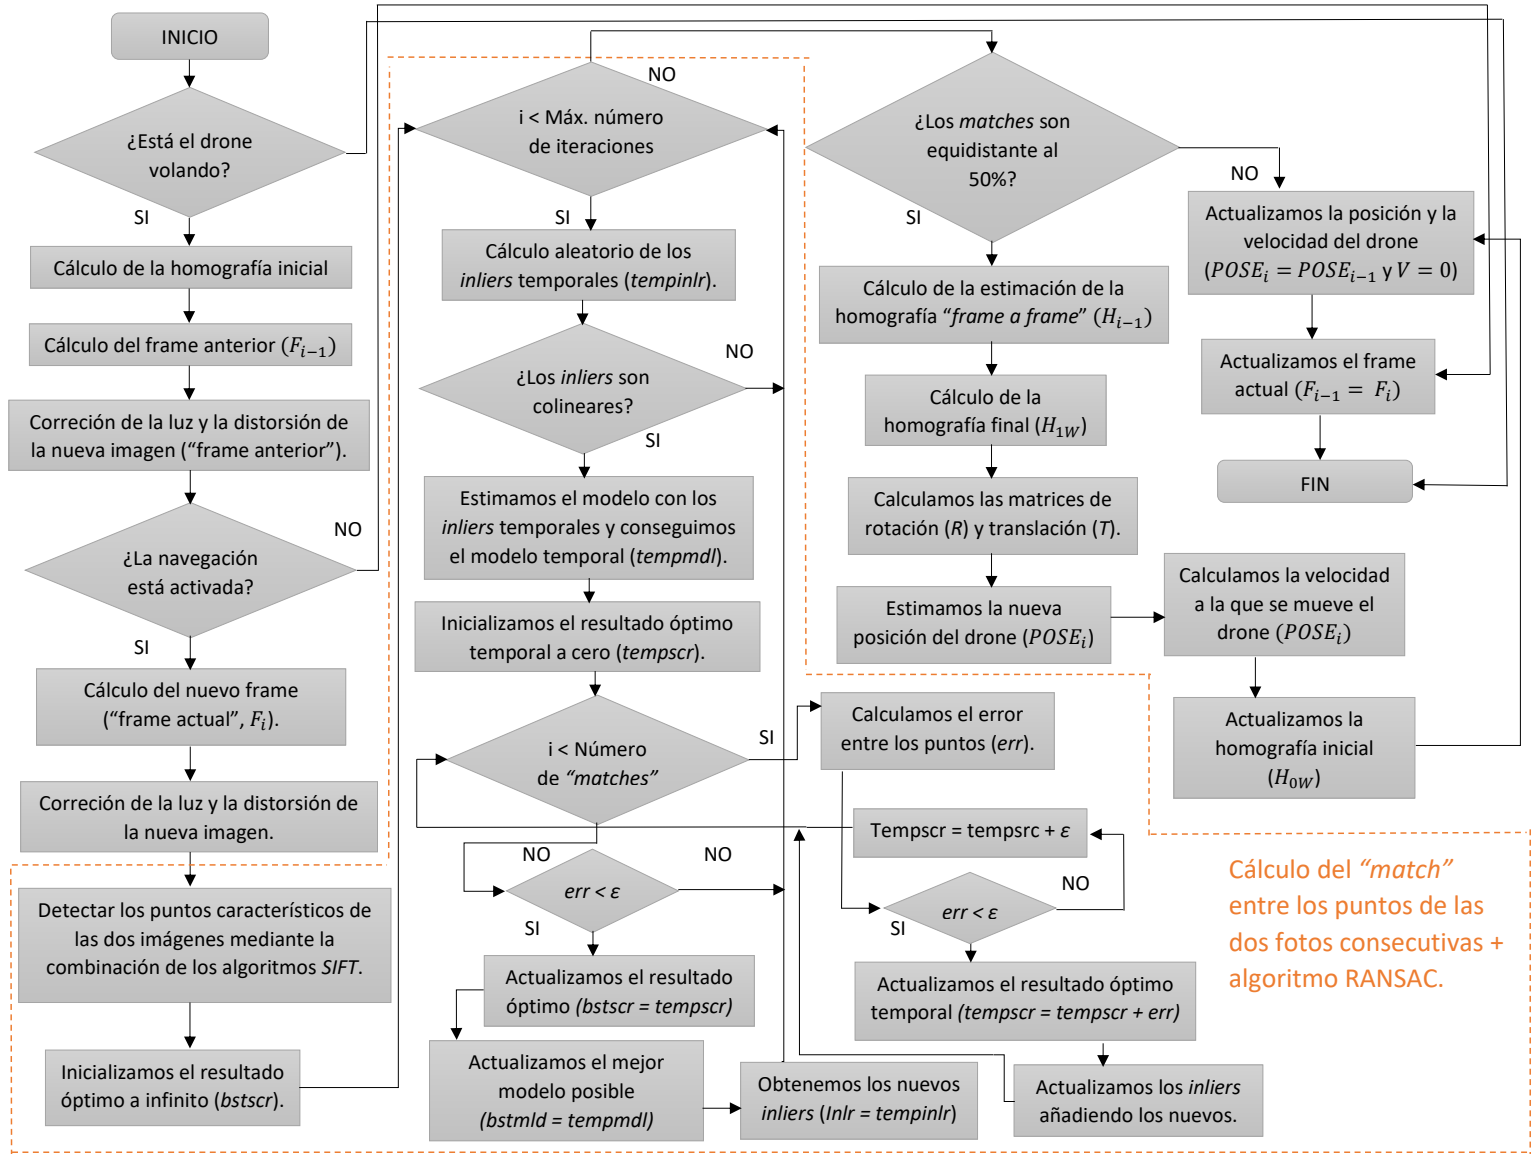 INICIO
¿Está el drone
volando?
SI
Cálculo de la homografía inicial
Cálculo del frame anterior (F_{i−1})
Correción de la luz y la distorsión de
la nueva imagen (“frame anterior”).
NO
¿La navegación
está activada?
SI
Cálculo del nuevo frame
(“frame actual”, F_i).
Correción de la luz y la distorsión de
la nueva imagen.
Detectar los puntos característicos de
las dos imágenes mediante la
combinación de los algoritmos SIFT.
Inicializamos el resultado
óptimo a infinito (bstscr).
NO
i < Máx. número
de iteraciones
SI
Cálculo aleatorio de los
inliers temporales (tempinlr).
NO
¿Los inliers son
colineares?
SI
Estimamos el modelo con los
inliers temporales y conseguimos
el modelo temporal (tempmdl).
Inicializamos el resultado óptimo
temporal a cero (tempscr).
i < Número
de “matches”
SI
NO
NO
err < ε
SI
Actualizamos el resultado
óptimo (bstscr = tempscr)
Actualizamos el mejor
modelo posible
(bstmld = tempmdl)
Obtenemos los nuevos
inliers (Inlr = tempinlr)
Calculamos el error
entre los puntos (err).
Tempscr = tempsrc + ε
NO
err < ε
SI
Actualizamos el resultado óptimo
temporal (tempscr = tempscr + err)
Actualizamos los inliers
añadiendo los nuevos.
¿Los matches son
equidistante al
50%?
NO
SI
Cálculo de la estimación de la
homografía “frame a frame” (H_{i−1})
Cálculo de la
homografía final (H_{1W})
Calculamos las matrices de
rotación (R) y translación (T).
Estimamos la nueva
posición del drone (POSE_i)
Calculamos la velocidad
a la que se mueve el
drone (POSE_i)
Actualizamos la
homografía inicial
(H_{0W})
Actualizamos la posición y la
velocidad del drone
(POSE_i = POSE_{i−1} y V = 0)
Actualizamos el frame
actual (F_{i−1} = F_i)
FIN
Cálculo del “match”
entre los puntos de las
dos fotos consecutivas +
algoritmo RANSAC.